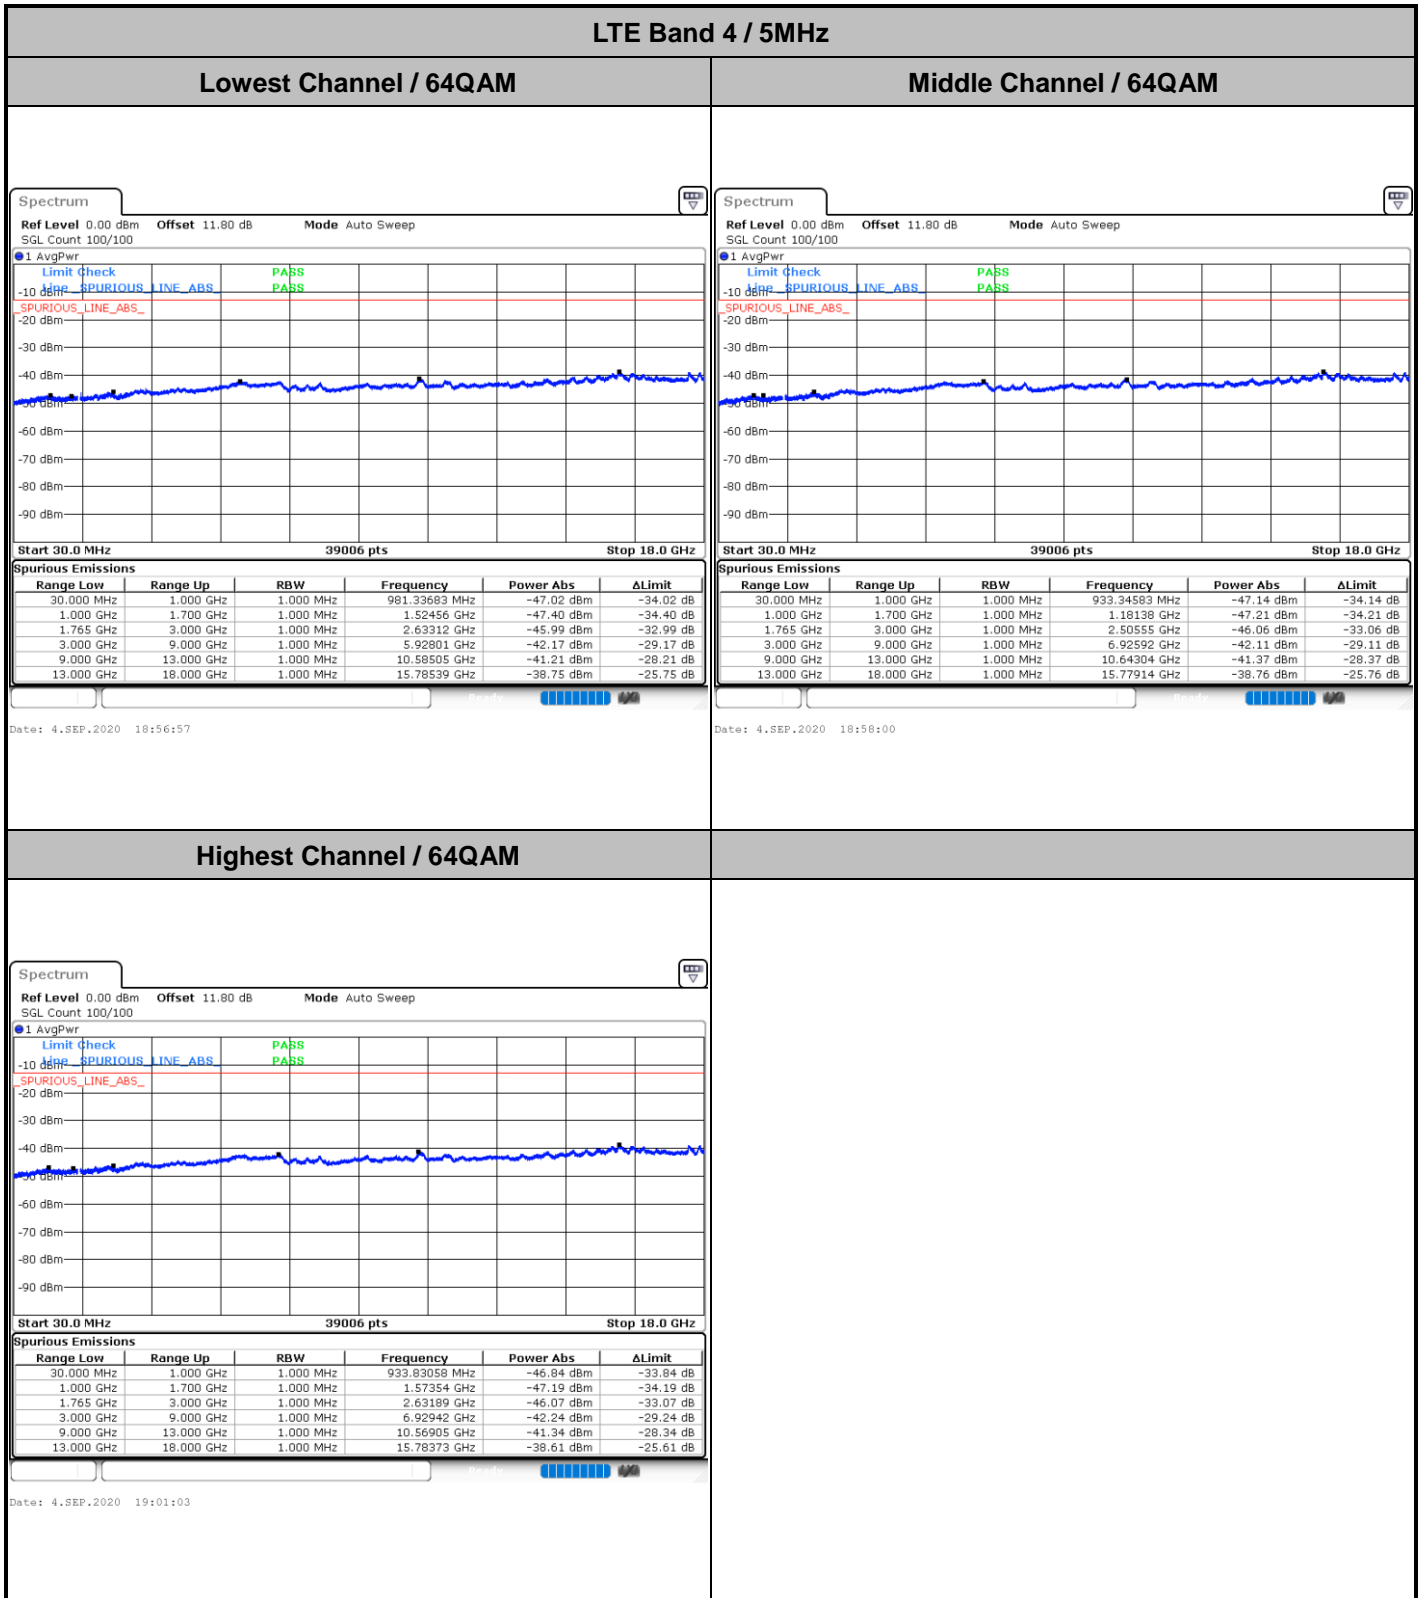 LTE Band 4 / 5MHz
Lowest Channel / 64QAM
Middle Channel / 64QAM
Spectrum
Ref Level 0.00 dBm Offset 11.80 dB Mode Auto Sweep
SGL Count 100/100
1 AvgPwr
Limit Check PASS
Line _SPURIOUS_LINE_ABS_ PASS
-10 dBm
_SPURIOUS_LINE_ABS_
-20 dBm
-30 dBm
-40 dBm
-50 dBm
-60 dBm
-70 dBm
-80 dBm
-90 dBm
Start 30.0 MHz 39006 pts Stop 18.0 GHz
Spurious Emissions
Range Low Range Up RBW Frequency Power Abs ΔLimit
30.000 MHz 1.000 GHz 1.000 MHz 981.33683 MHz -47.02 dBm -34.02 dB
1.000 GHz 1.700 GHz 1.000 MHz 1.52456 GHz -47.40 dBm -34.40 dB
1.765 GHz 3.000 GHz 1.000 MHz 2.63312 GHz -45.99 dBm -32.99 dB
3.000 GHz 9.000 GHz 1.000 MHz 5.92801 GHz -42.17 dBm -29.17 dB
9.000 GHz 13.000 GHz 1.000 MHz 10.58505 GHz -41.21 dBm -28.21 dB
13.000 GHz 18.000 GHz 1.000 MHz 15.78539 GHz -38.75 dBm -25.75 dB
Ready
Date: 4.SEP.2020 18:56:57
Spectrum
Ref Level 0.00 dBm Offset 11.80 dB Mode Auto Sweep
SGL Count 100/100
1 AvgPwr
Limit Check PASS
Line _SPURIOUS_LINE_ABS_ PASS
-10 dBm
_SPURIOUS_LINE_ABS_
-20 dBm
-30 dBm
-40 dBm
-50 dBm
-60 dBm
-70 dBm
-80 dBm
-90 dBm
Start 30.0 MHz 39006 pts Stop 18.0 GHz
Spurious Emissions
Range Low Range Up RBW Frequency Power Abs ΔLimit
30.000 MHz 1.000 GHz 1.000 MHz 933.34583 MHz -47.14 dBm -34.14 dB
1.000 GHz 1.700 GHz 1.000 MHz 1.18138 GHz -47.21 dBm -34.21 dB
1.765 GHz 3.000 GHz 1.000 MHz 2.50555 GHz -46.06 dBm -33.06 dB
3.000 GHz 9.000 GHz 1.000 MHz 6.92592 GHz -42.11 dBm -29.11 dB
9.000 GHz 13.000 GHz 1.000 MHz 10.64304 GHz -41.37 dBm -28.37 dB
13.000 GHz 18.000 GHz 1.000 MHz 15.77914 GHz -38.76 dBm -25.76 dB
Ready
Date: 4.SEP.2020 18:58:00
Highest Channel / 64QAM
Spectrum
Ref Level 0.00 dBm Offset 11.80 dB Mode Auto Sweep
SGL Count 100/100
1 AvgPwr
Limit Check PASS
Line _SPURIOUS_LINE_ABS_ PASS
-10 dBm
_SPURIOUS_LINE_ABS_
-20 dBm
-30 dBm
-40 dBm
-50 dBm
-60 dBm
-70 dBm
-80 dBm
-90 dBm
Start 30.0 MHz 39006 pts Stop 18.0 GHz
Spurious Emissions
Range Low Range Up RBW Frequency Power Abs ΔLimit
30.000 MHz 1.000 GHz 1.000 MHz 933.83058 MHz -46.84 dBm -33.84 dB
1.000 GHz 1.700 GHz 1.000 MHz 1.57354 GHz -47.19 dBm -34.19 dB
1.765 GHz 3.000 GHz 1.000 MHz 2.63189 GHz -46.07 dBm -33.07 dB
3.000 GHz 9.000 GHz 1.000 MHz 6.92942 GHz -42.24 dBm -29.24 dB
9.000 GHz 13.000 GHz 1.000 MHz 10.56905 GHz -41.34 dBm -28.34 dB
13.000 GHz 18.000 GHz 1.000 MHz 15.78373 GHz -38.61 dBm -25.61 dB
Ready
Date: 4.SEP.2020 19:01:03